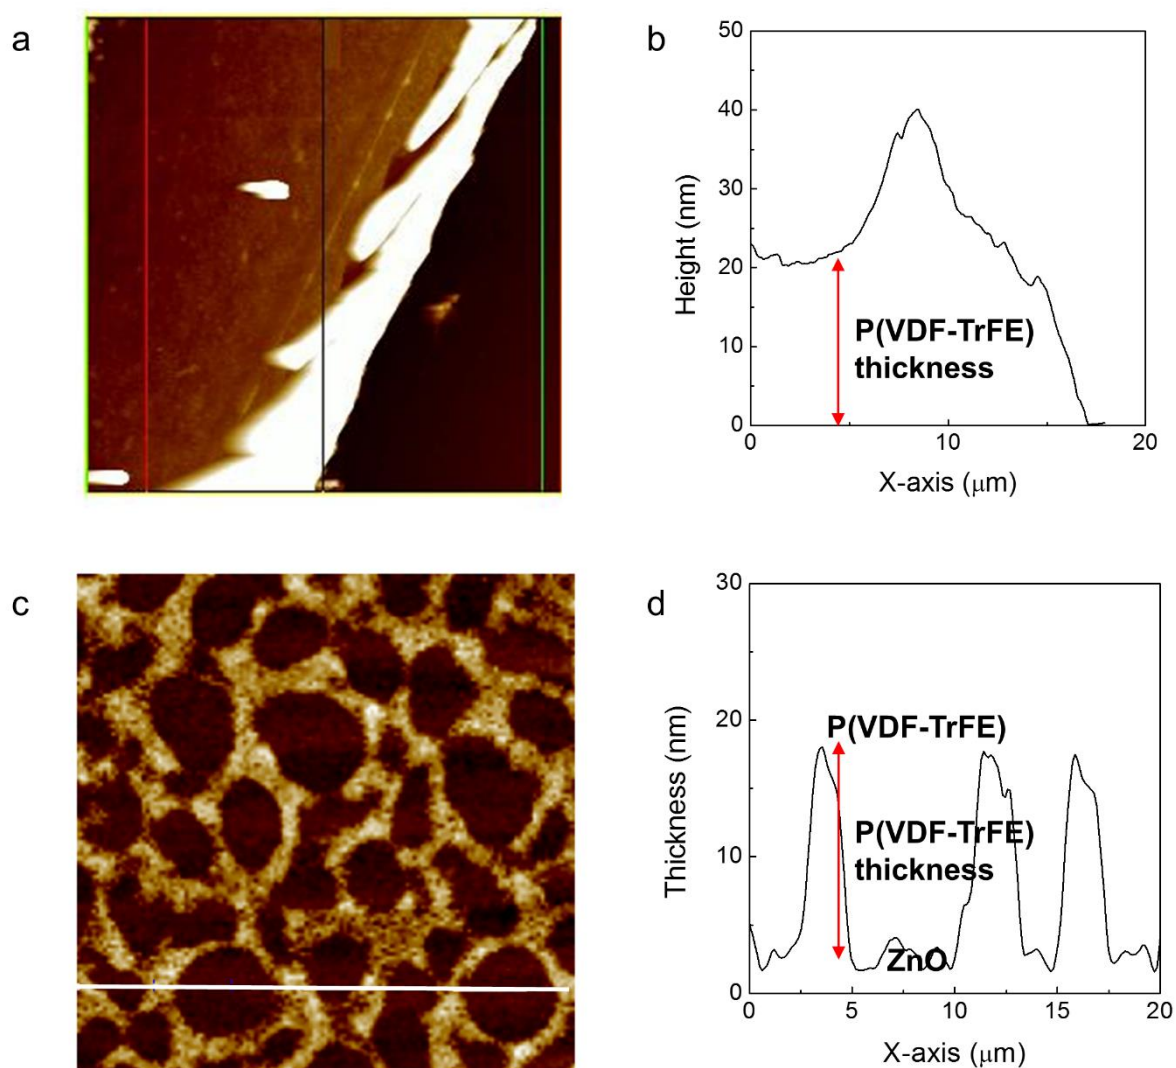 a
b
50
40
30
20
10
0
Height (nm)
P(VDF-TrFE)
thickness
0
10
20
X-axis (μm)
c
d
30
20
10
0
Thickness (nm)
P(VDF-TrFE)
P(VDF-TrFE)
thickness
ZnO
0
5
10
15
20
X-axis (μm)